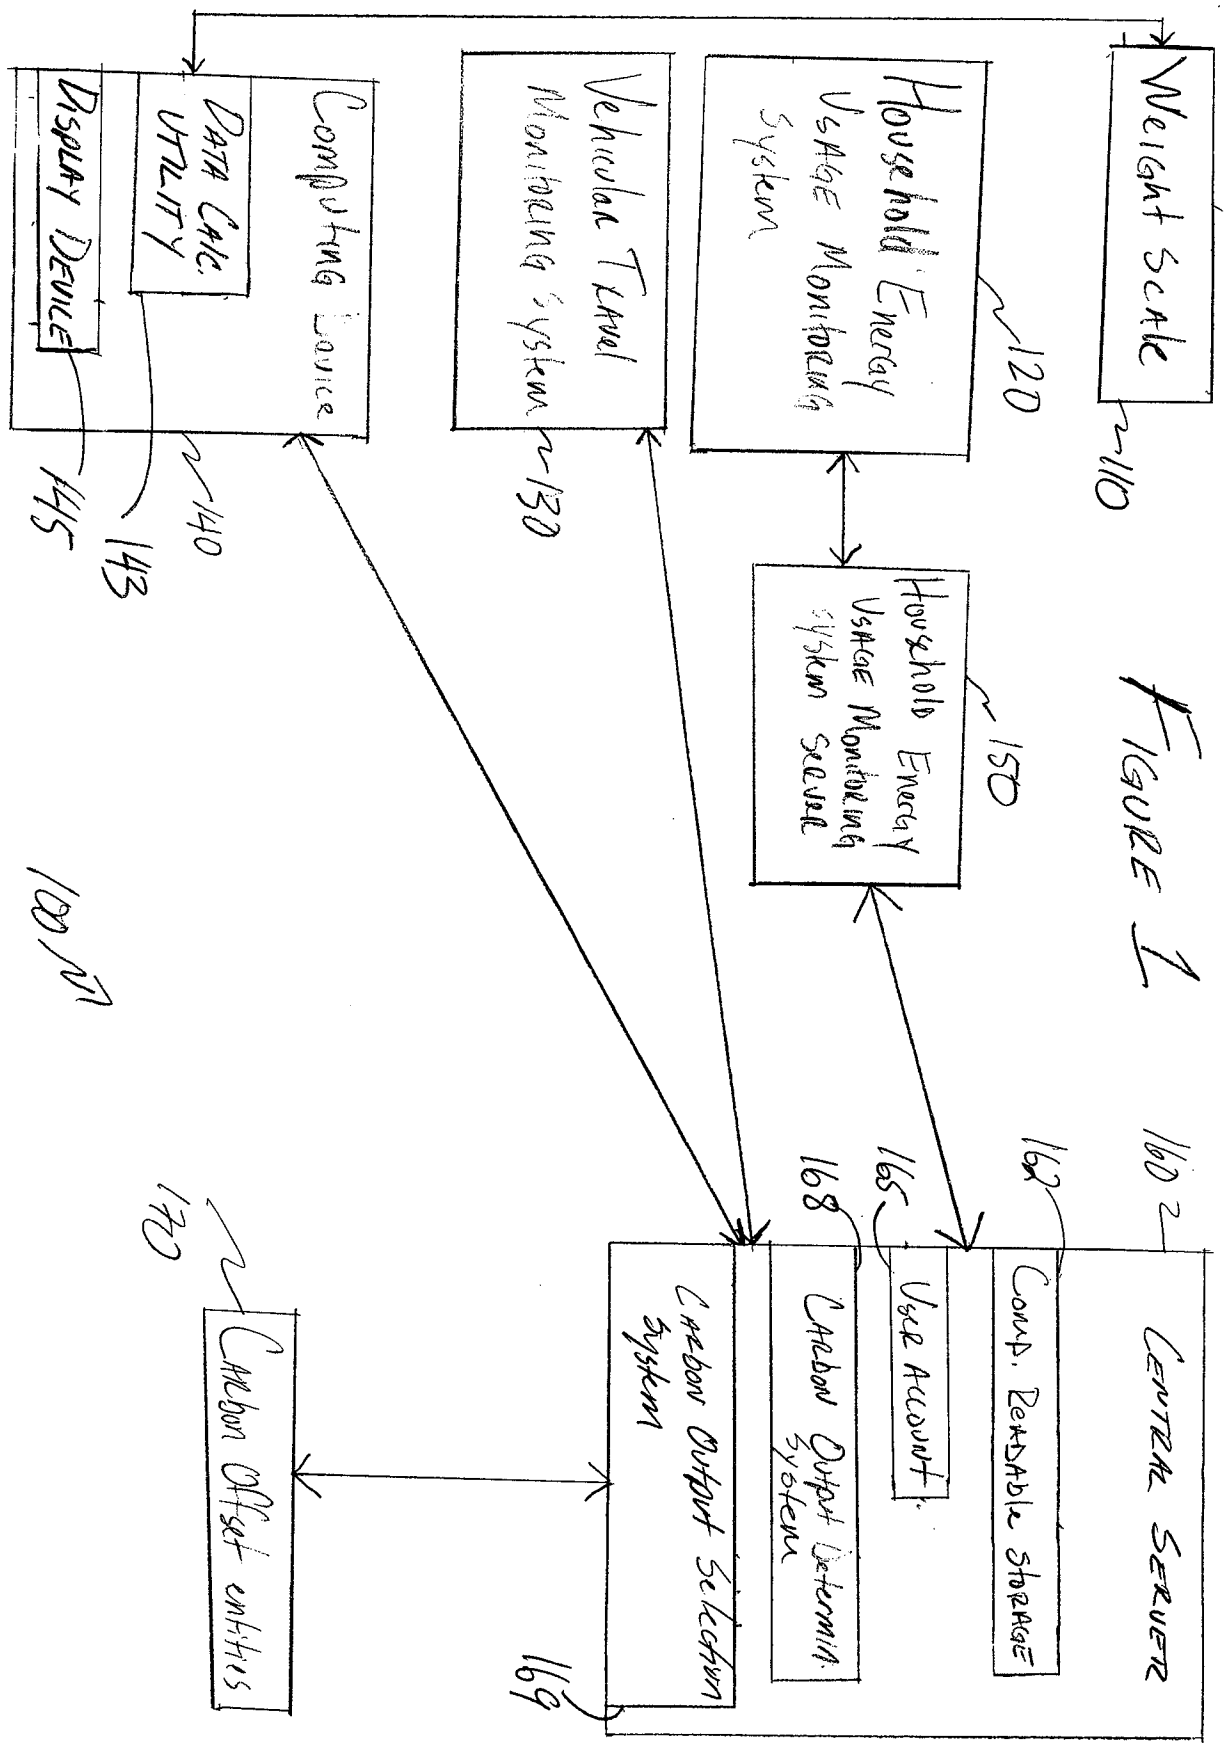 FIGURE 1
Weight Scale
110
Household Energy
USAGE Monitoring
System
120
Household Energy
USAGE Monitoring
system server
150
Vehicular Travel
Monitoring System
130
Computing Device
140
DATA CALC.
UTILITY
143
DISPLAY DEVICE
145
100
160
CENTRAL SERVER
162
Comp. READAble STORAGE
165
USER ACCOUNT
168
CARbon Output Determin.
System
CARbon Output Selection
System
169
170
CARbon Offset entities